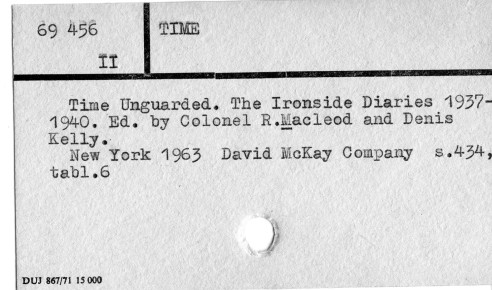 69 456
TIME
II
Time Unguarded. The Ironside Diaries 1937-
1940. Ed. by Colonel R.Macleod and Denis
Kelly.
New York 1963 David McKay Company s.434,
tabl.6
DUJ 867/71 15 000